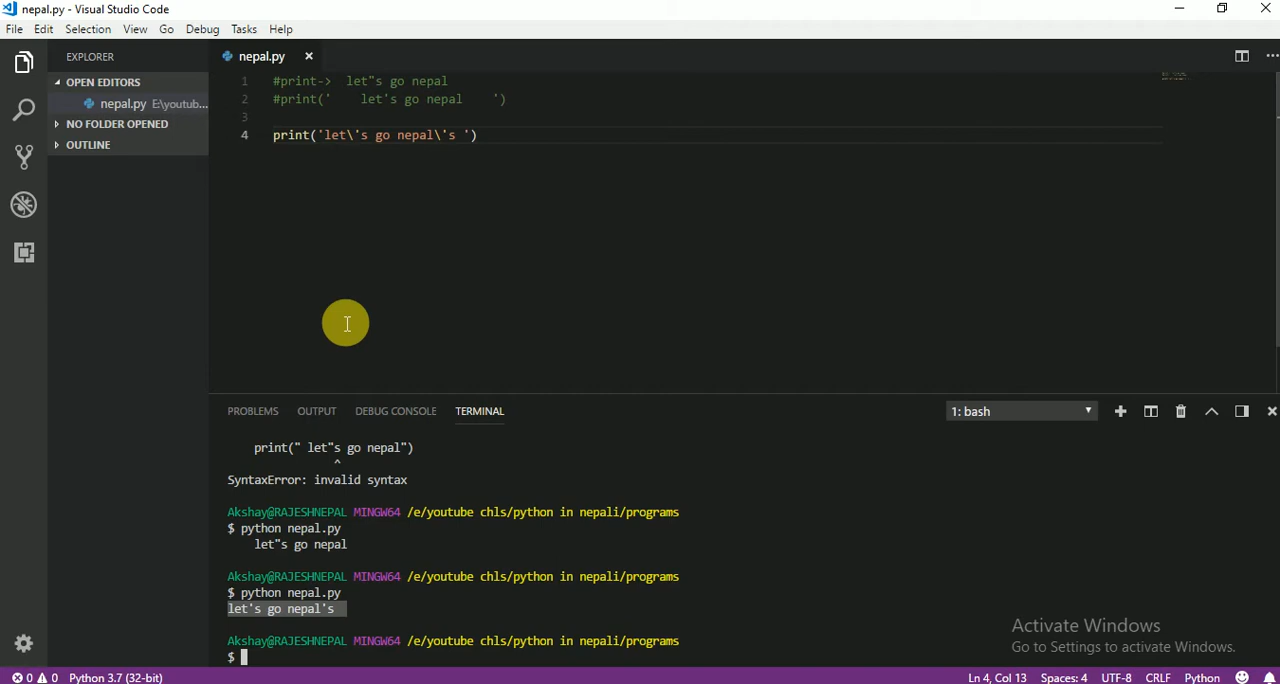 nepal.py - Visual Studio Code
File Edit Selection View Go Debug Tasks Help
EXPLORER
OPEN EDITORS
nepal.py E\youtub...
NO FOLDER OPENED
OUTLINE
nepal.py
1 #print-> let"s go nepal
2 #print(' let's go nepal ')
3
4 print('let\'s go nepal\'s ')
PROBLEMS OUTPUT DEBUG CONSOLE TERMINAL
1: bash
print(" let"s go nepal")
^
SyntaxError: invalid syntax
Akshay@RAJESHNEPAL MINGW64 /e/youtube chls/python in nepali/programs
$ python nepal.py
let"s go nepal
Akshay@RAJESHNEPAL MINGW64 /e/youtube chls/python in nepali/programs
$ python nepal.py
let's go nepal's
Akshay@RAJESHNEPAL MINGW64 /e/youtube chls/python in nepali/programs
$
Activate Windows
Go to Settings to activate Windows.
0 0 Python 3.7 (32-bit)
Ln 4, Col 13 Spaces: 4 UTF-8 CRLF Python